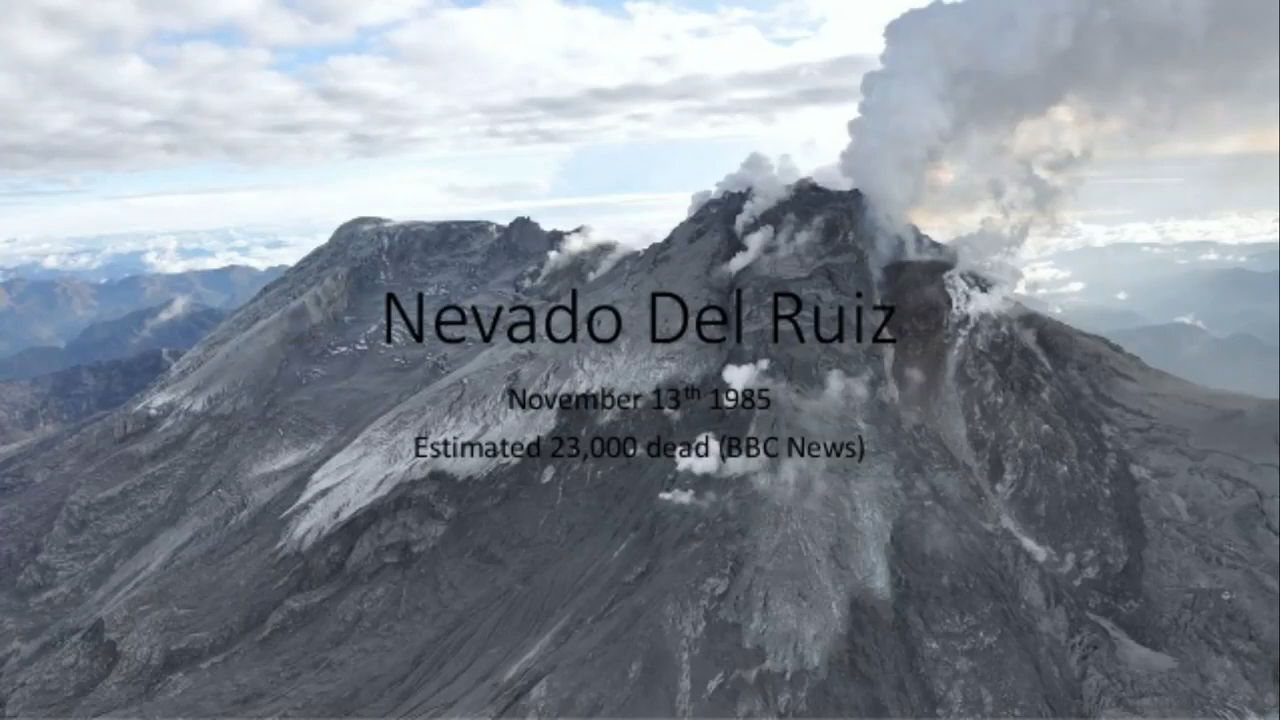 Nevado Del Ruiz
November 13th 1985
Estimated 23,000 dead (BBC News)